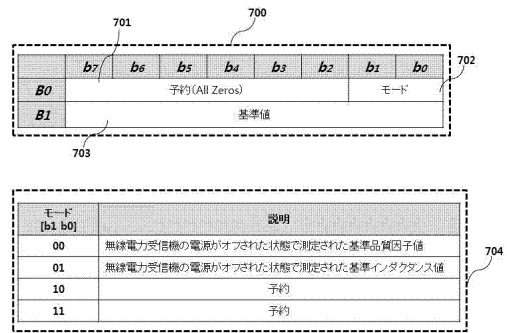 700
701
b7 b6 b5 b4 b3 b2 b1 b0
702
B0 予約(All Zeros) モード
B1 基準値
703
モード
[b1 b0] 説明
00 無線電力受信機の電源がオフされた状態で測定された基準品質因子値
01 無線電力受信機の電源がオフされた状態で測定された基準インダクタンス値
704
10 予約
11 予約